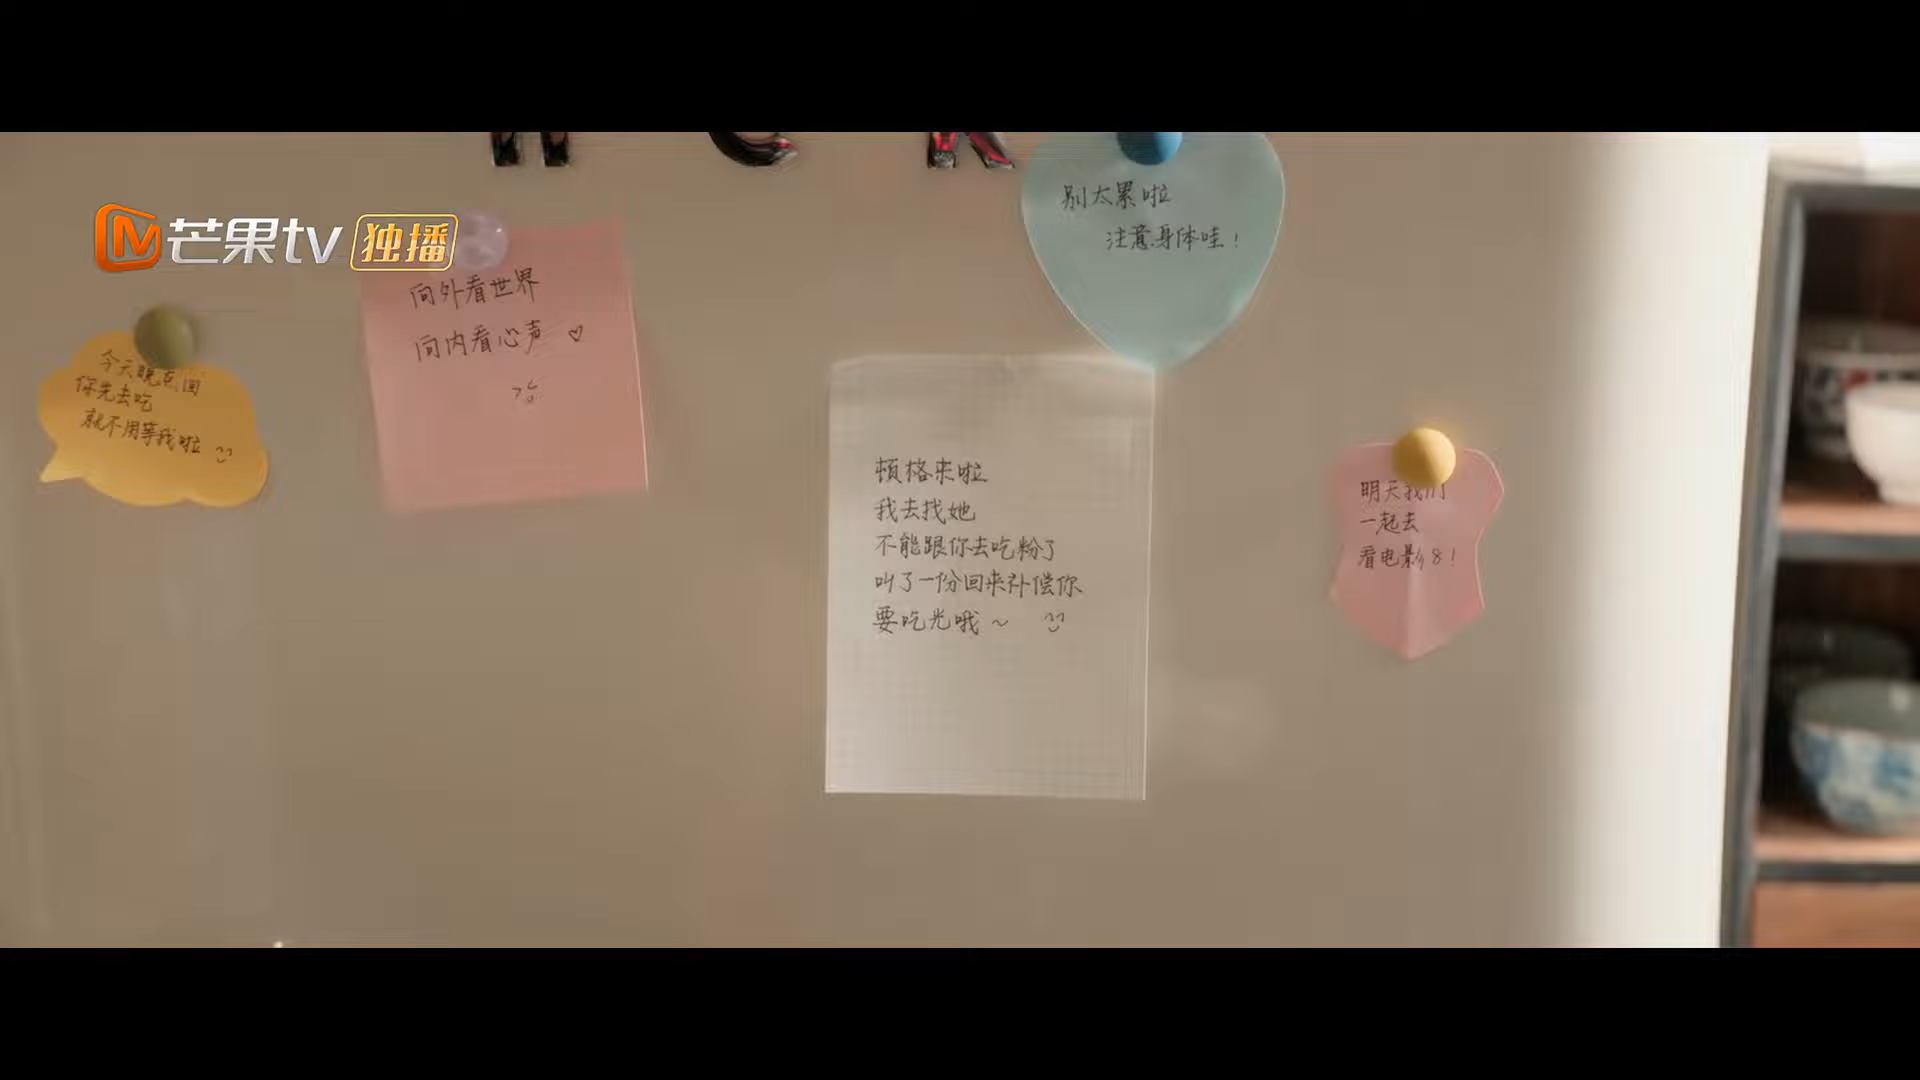 芒果tv 独播
今天晚点回
你先去吃
就不用等我啦
向外看世界
向内看心声
别太累啦
注意身体哇！
顿格来啦
我去找她
不能跟你去吃粉了
叫了一份回来补偿你
要吃光哦～
明天我们
一起去
看电影8！